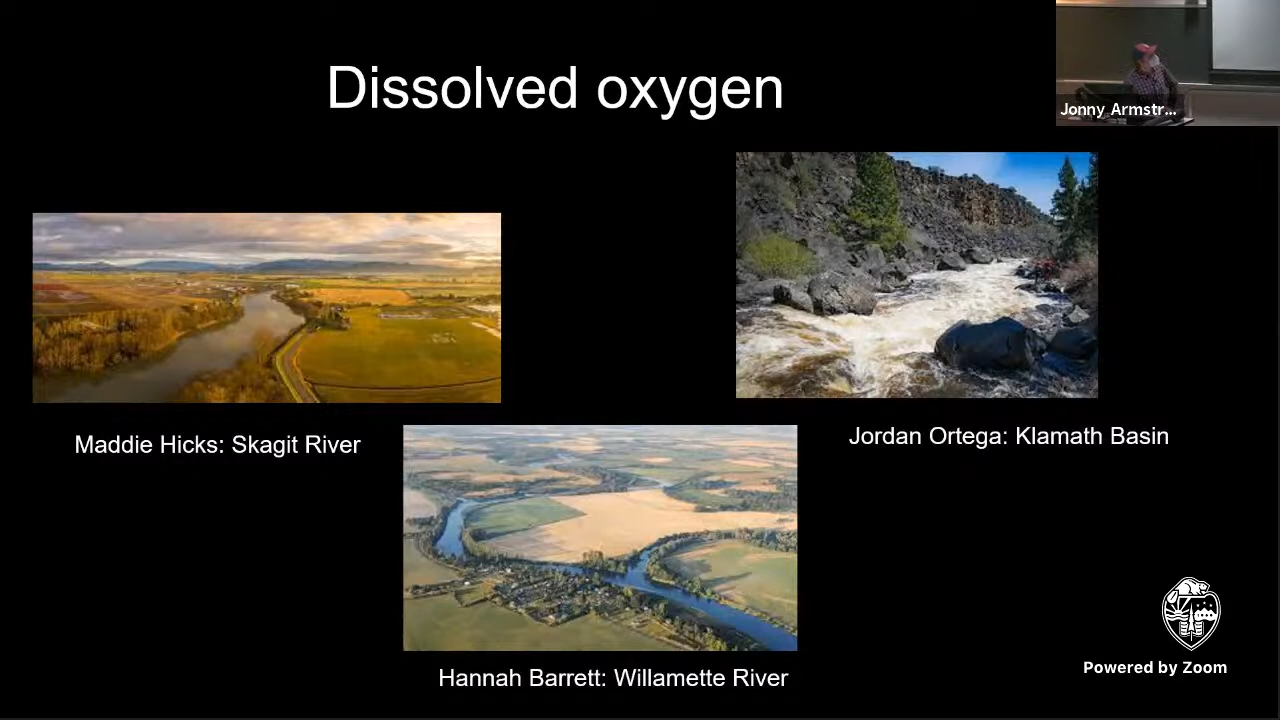 Dissolved oxygen
Jonny Armstr...
Maddie Hicks: Skagit River
Jordan Ortega: Klamath Basin
Hannah Barrett: Willamette River
Powered by Zoom